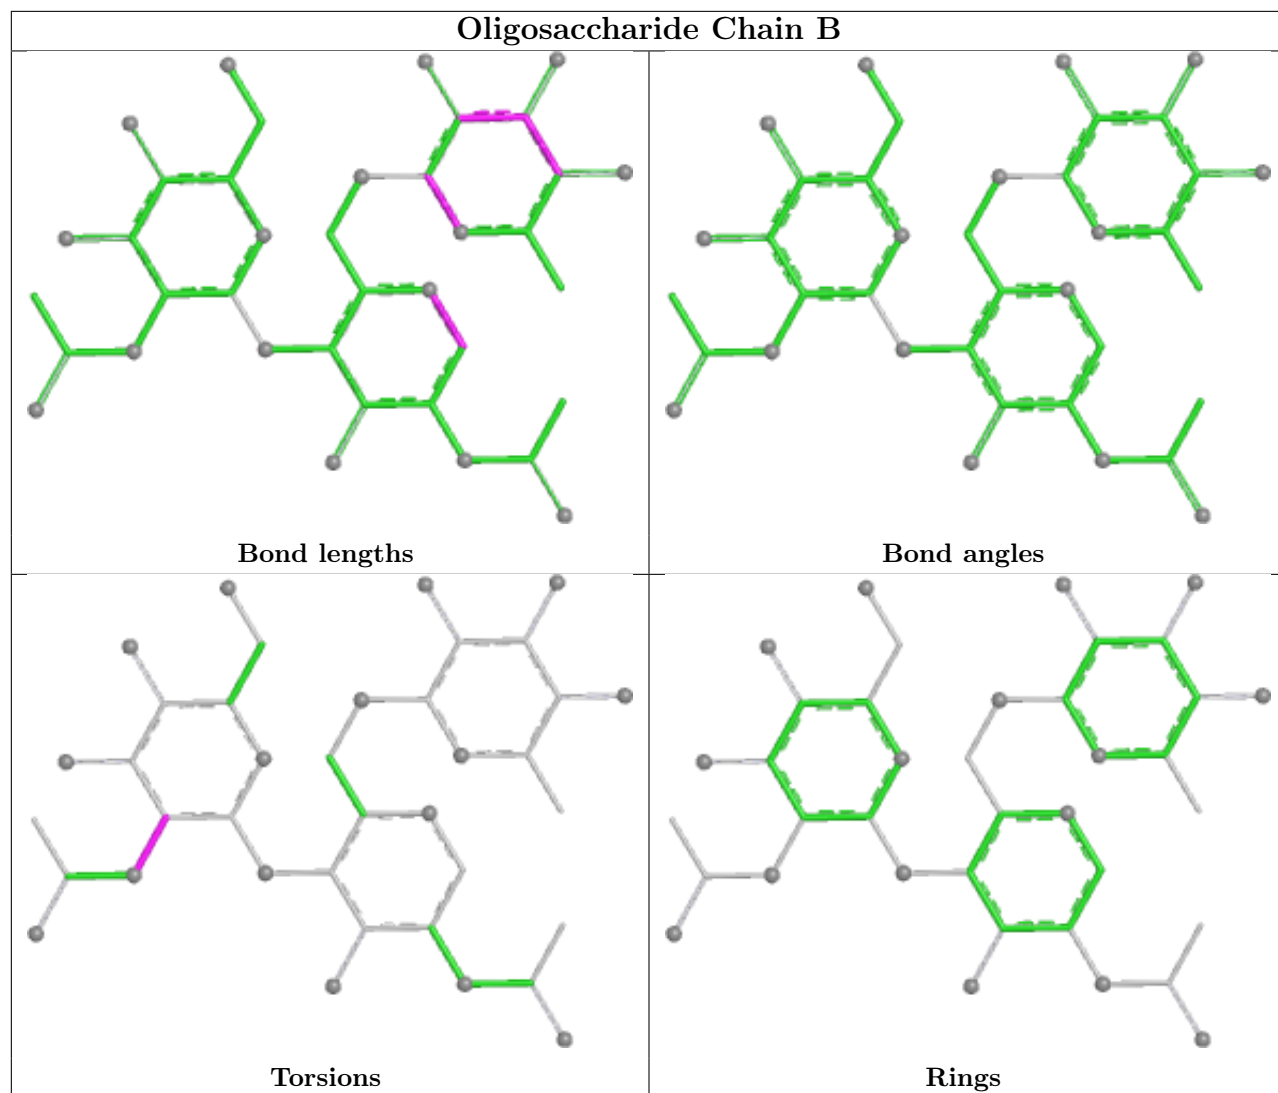 Oligosaccharide Chain B
Bond lengths
Bond angles
Torsions
Rings